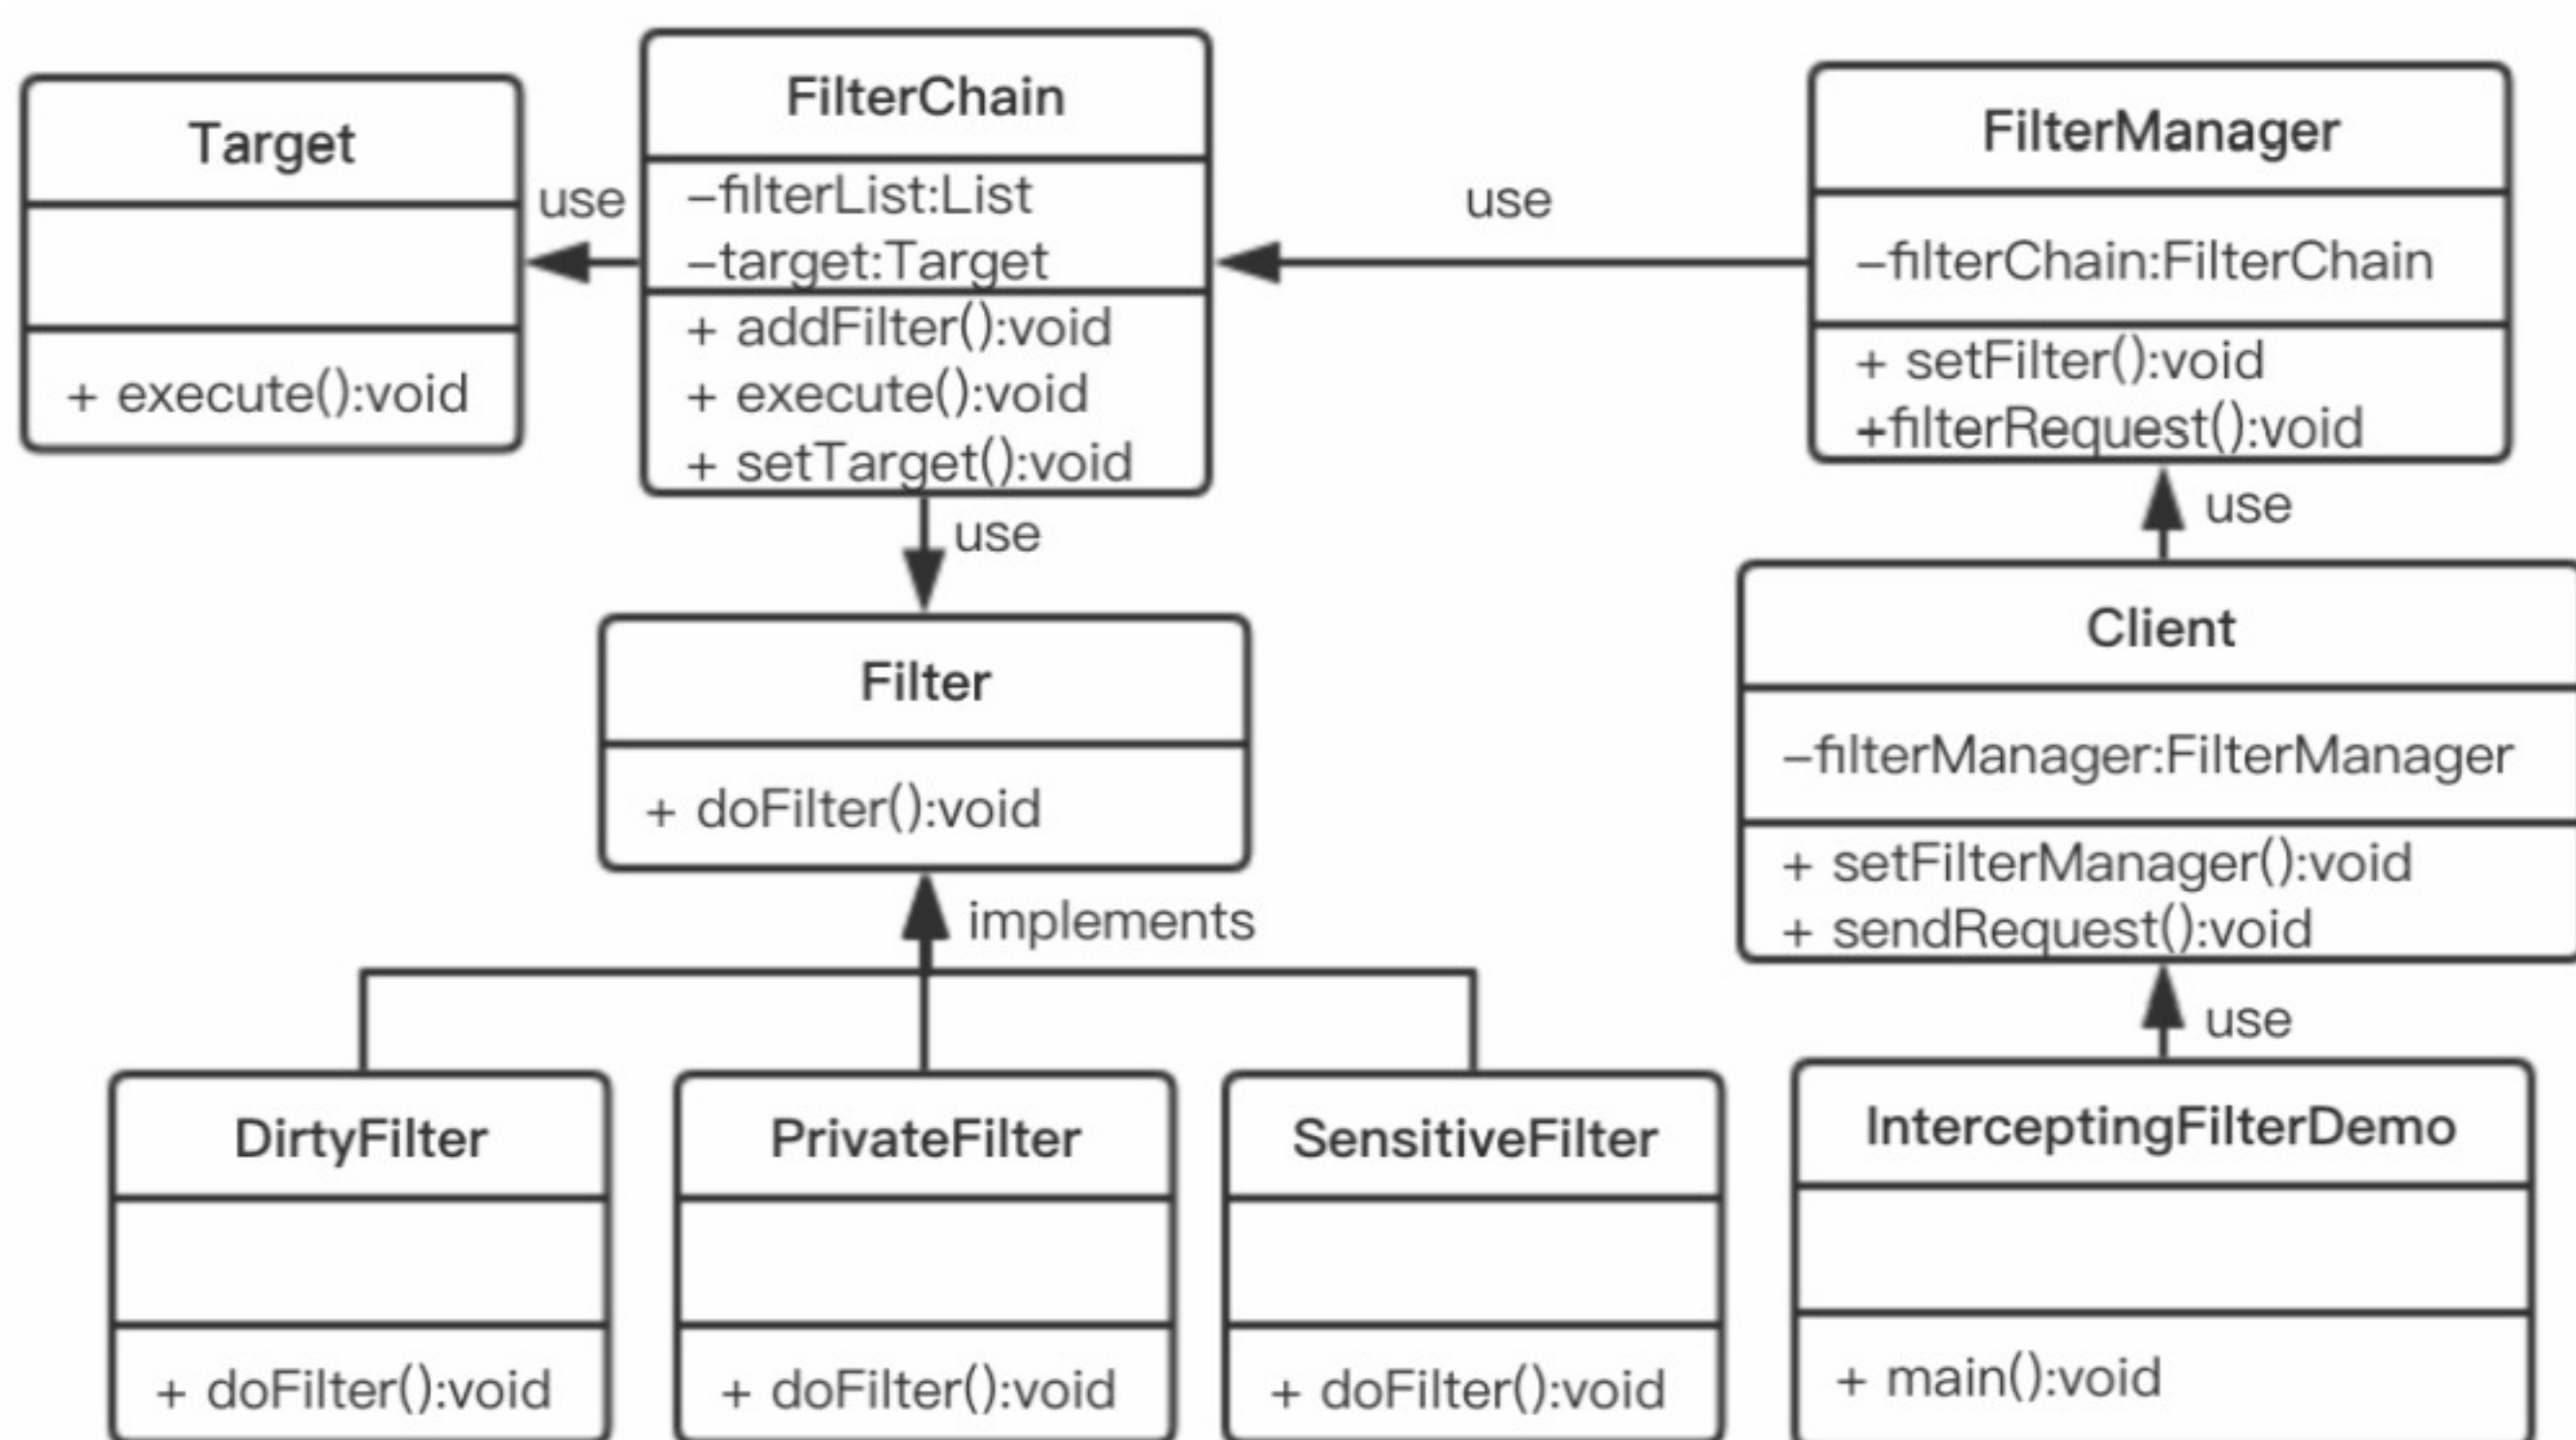 Target
+ execute():void
use
FilterChain
–filterList:List
–target:Target
+ addFilter():void
+ execute():void
+ setTarget():void
use
FilterManager
–filterChain:FilterChain
+ setFilter():void
+filterRequest():void
use
use
Filter
+ doFilter():void
Client
–filterManager:FilterManager
+ setFilterManager():void
+ sendRequest():void
implements
use
DirtyFilter
+ doFilter():void
PrivateFilter
+ doFilter():void
SensitiveFilter
+ doFilter():void
InterceptingFilterDemo
+ main():void